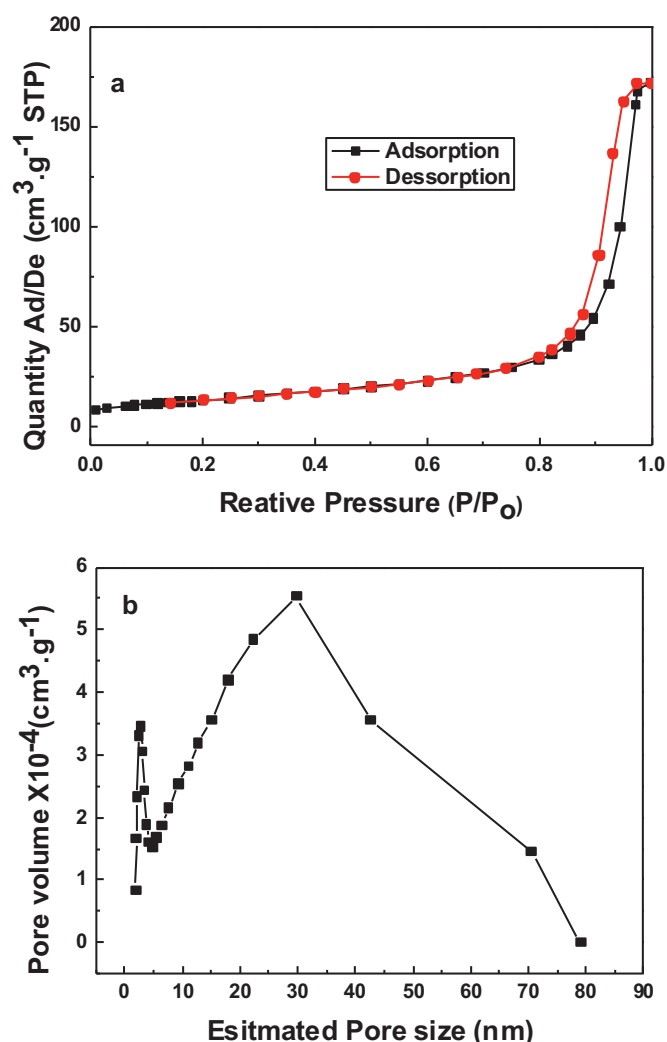 a
Quantity Ad/De (cm³.g⁻¹ STP)
200
150
100
50
0
Adsorption
Dessorption
0.0 0.2 0.4 0.6 0.8 1.0
Reative Pressure (P/Pₒ)
b
Pore volume X10⁻⁴(cm³.g⁻¹)
6
5
4
3
2
1
0
0 10 20 30 40 50 60 70 80 90
Esitmated Pore size (nm)